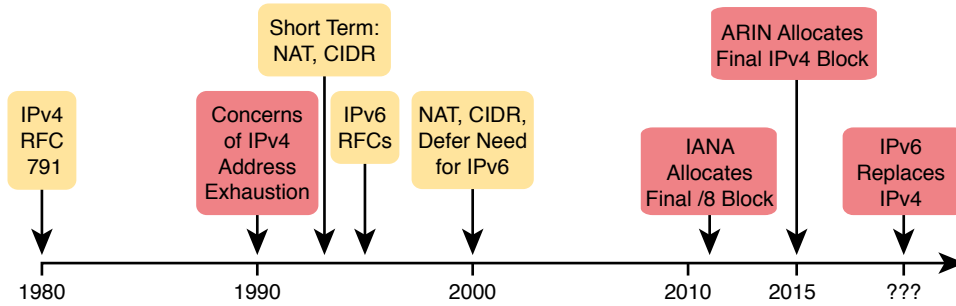 Short Term:
NAT, CIDR
ARIN Allocates
Final IPv4 Block
IPv4
RFC
791
Concerns
of IPv4
Address
Exhaustion
IPv6
RFCs
NAT, CIDR,
Defer Need
for IPv6
IANA
Allocates
Final /8 Block
IPv6
Replaces
IPv4
1980
1990
2000
2010
2015
???